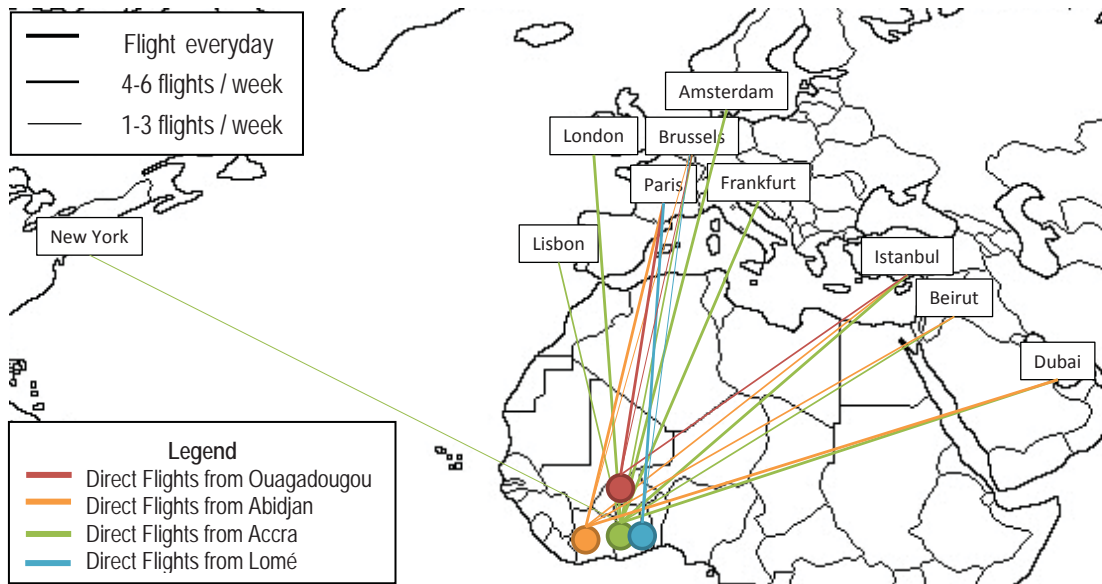 Flight everyday
4-6 flights / week
1-3 flights / week
Amsterdam
London
Brussels
Paris
Frankfurt
New York
Lisbon
Istanbul
Beirut
Dubai
Legend
Direct Flights from Ouagadougou
Direct Flights from Abidjan
Direct Flights from Accra
Direct Flights from Lomé